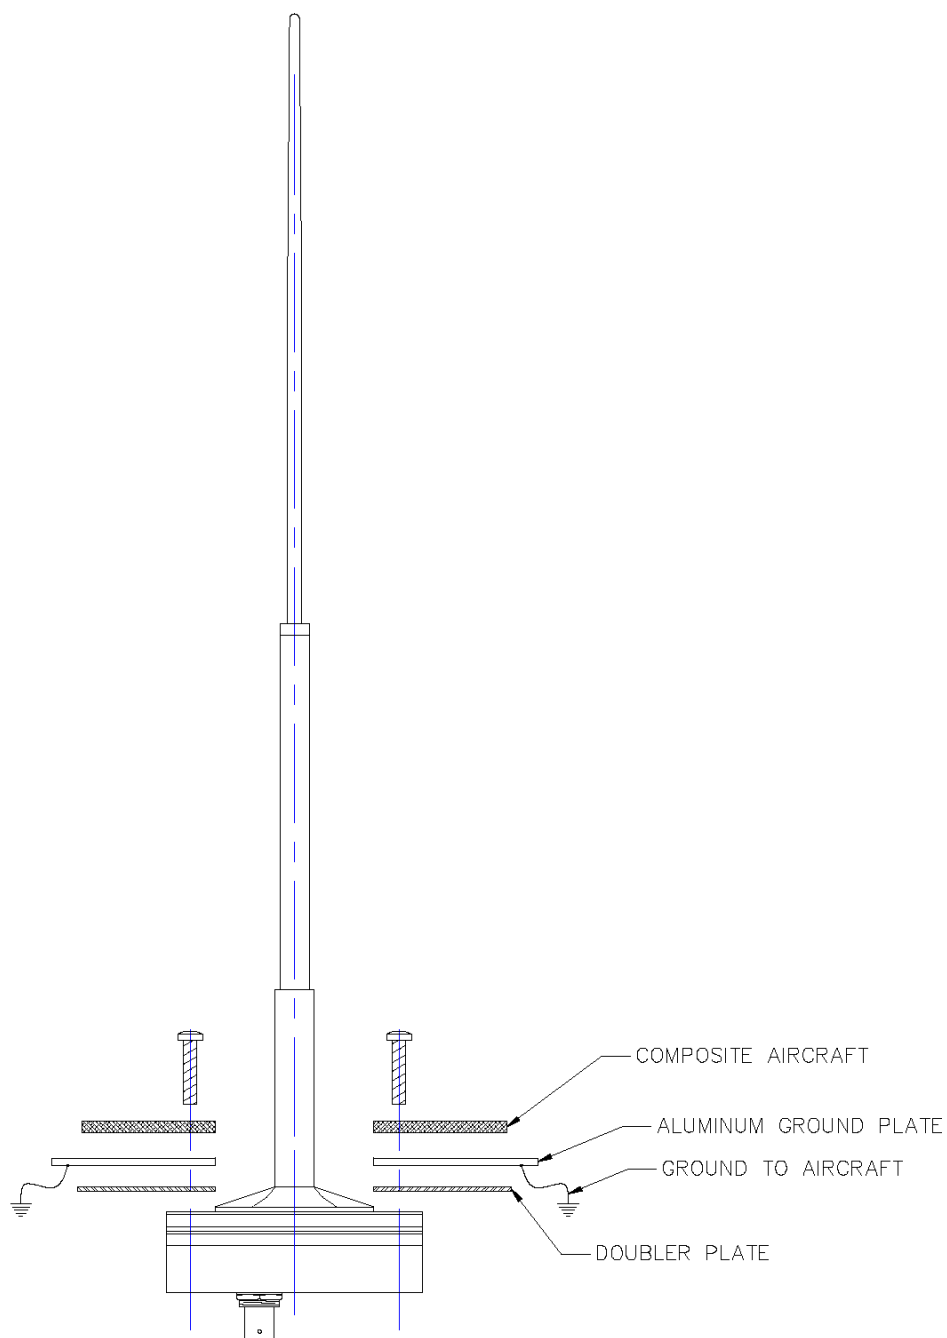 COMPOSITE AIRCRAFT
ALUMINUM GROUND PLATE
GROUND TO AIRCRAFT
DOUBLER PLATE